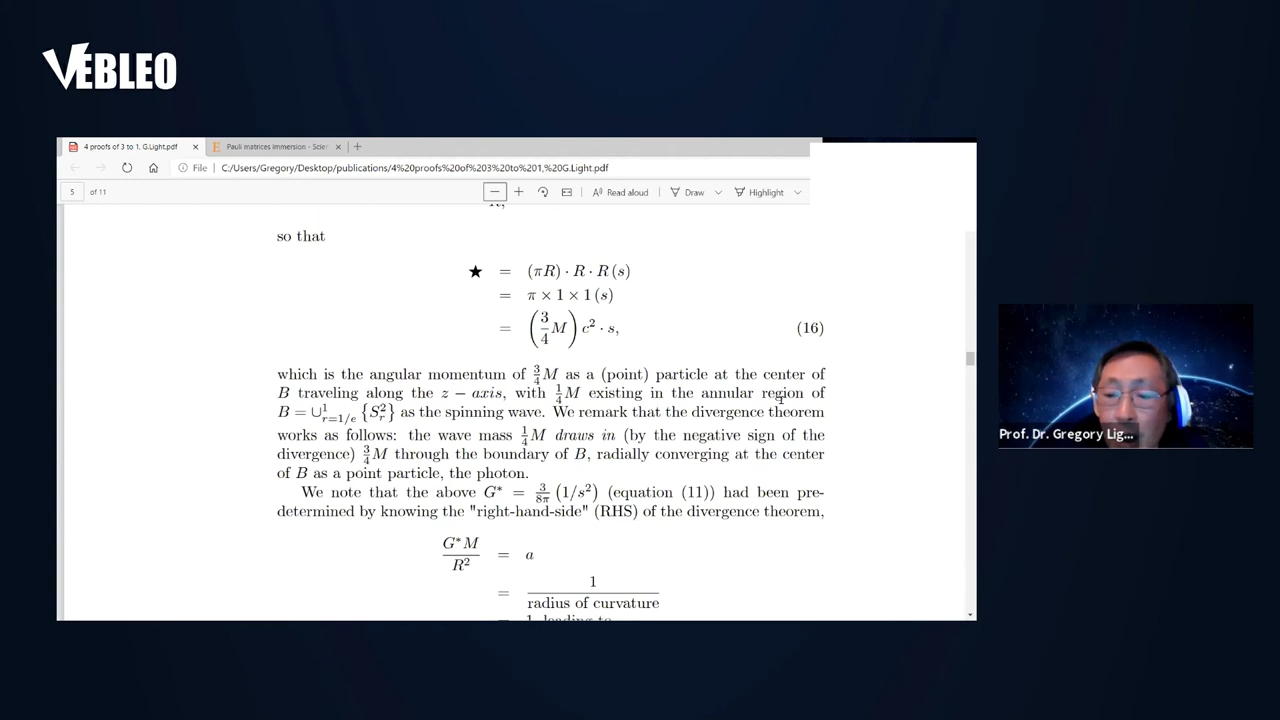 VEBLEO
4 proofs of 3 to 1, G.Light.pdf
Pauli matrices immersion - Scie
File C:/Users/Gregory/Desktop/publications/4%20proofs%20of%203%20to%201,%20G.Light.pdf
5 of 11
Read aloud Draw Highlight
so that
★ = (πR) · R · R (s)
= π × 1 × 1 (s)
= (3/4 M) c² · s, (16)
which is the angular momentum of 3/4 M as a (point) particle at the center of
B traveling along the z − axis, with 1/4 M existing in the annular region of
B = ∪¹_{r=1/e} {S²_r} as the spinning wave. We remark that the divergence theorem
works as follows: the wave mass 1/4 M draws in (by the negative sign of the
divergence) 3/4 M through the boundary of B, radially converging at the center
of B as a point particle, the photon.
We note that the above G* = 3/8π (1/s²) (equation (11)) had been pre-
determined by knowing the "right-hand-side" (RHS) of the divergence theorem,
G*M/R² = a
= 1/radius of curvature
Prof. Dr. Gregory Lig...